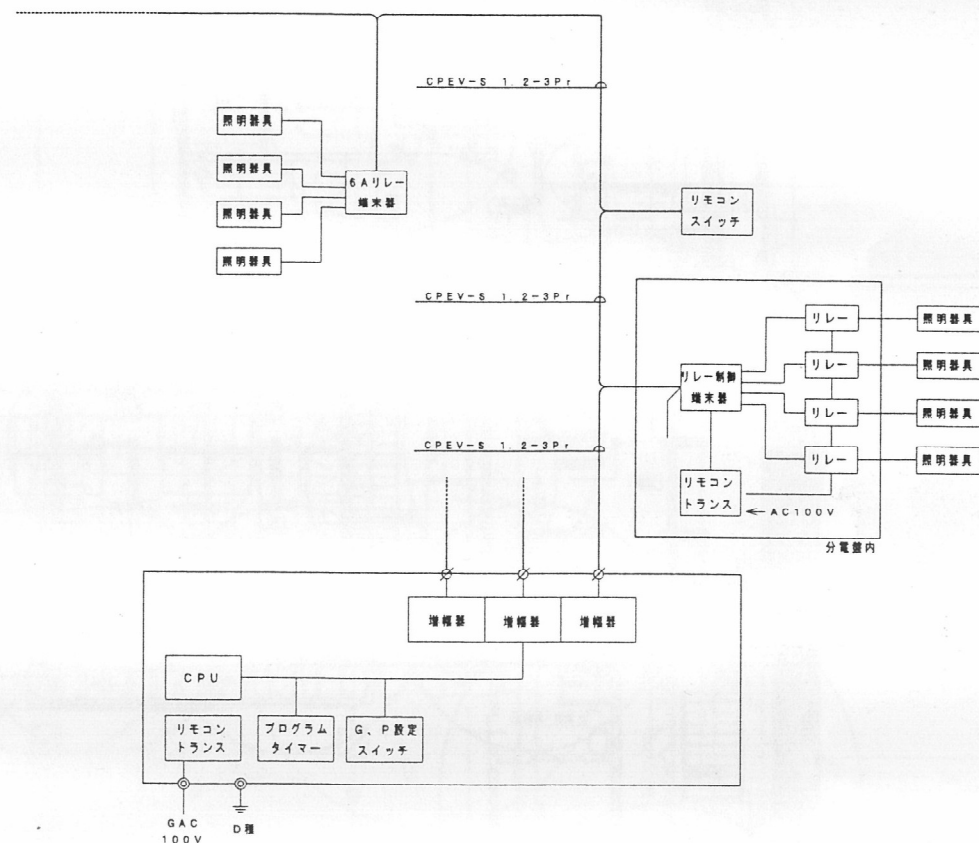 CPEV-S 1.2-3Pr
照明器具
照明器具
照明器具
照明器具
6Aリレー
端末器
リモコン
スイッチ
CPEV-S 1.2-3Pr
リレー
リレー
リレー
リレー
照明器具
照明器具
照明器具
照明器具
リレー制御
端末器
CPEV-S 1.2-3Pr
リモコン
トランス
AC100V
分電盤内
増幅器
増幅器
増幅器
CPU
リモコン
トランス
プログラム
タイマー
G、P設定
スイッチ
GAC
100V
D種